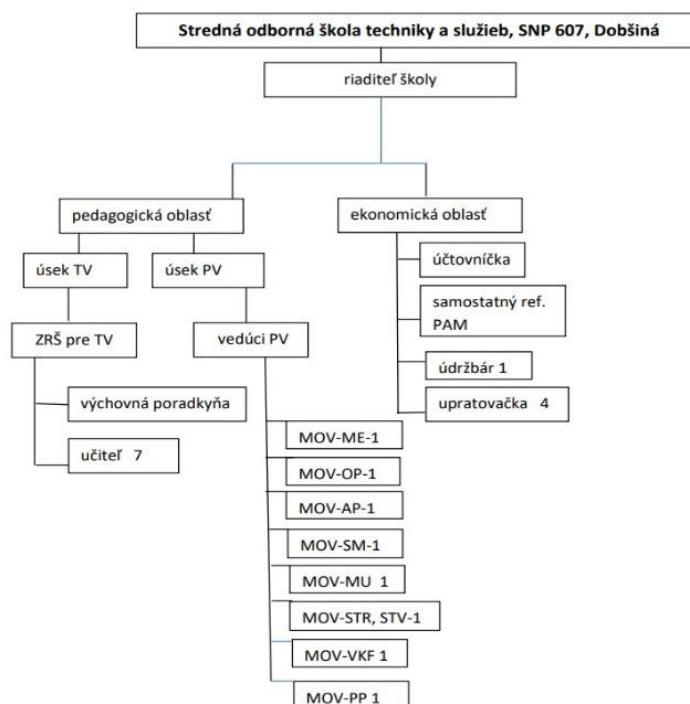 Stredná odborná škola techniky a služieb, SNP 607, Dobšiná
riaditeľ školy
pedagogická oblasť
ekonomická oblasť
úsek TV
úsek PV
účtovníčka
samostatný ref.
PAM
ZRŠ pre TV
vedúci PV
údržbár 1
výchovná poradkyňa
upratovačka 4
učiteľ 7
MOV-ME-1
MOV-OP-1
MOV-AP-1
MOV-SM-1
MOV-MU 1
MOV-STR, STV-1
MOV-VKF 1
MOV-PP 1